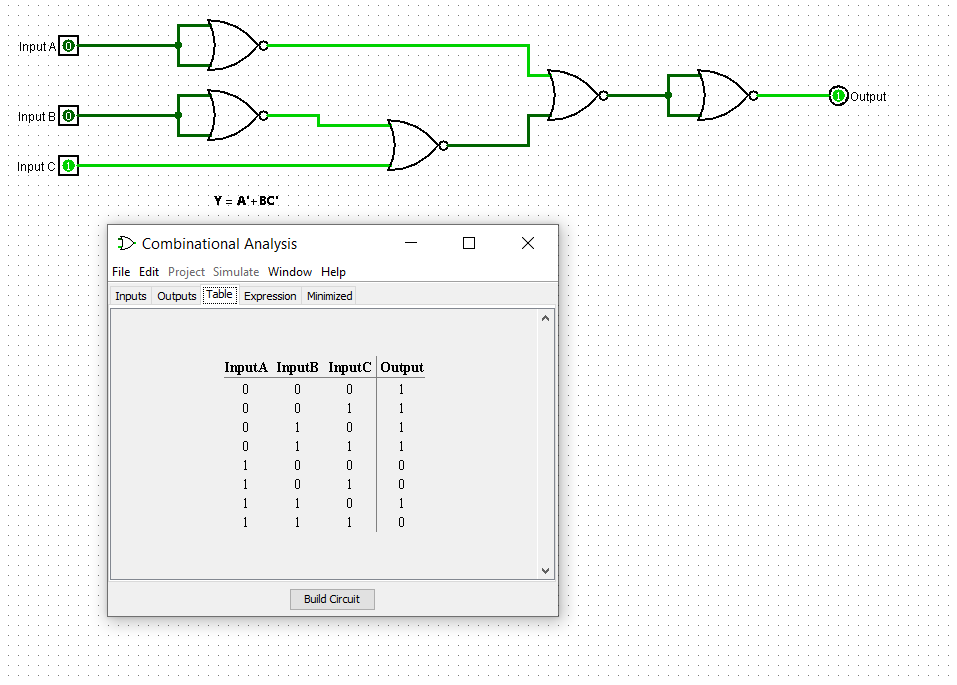 Input A 0
Input B 0
Input C 1
1 Output
Y = A'+BC'
Combinational Analysis
File Edit Project Simulate Window Help
Inputs Outputs Table Expression Minimized
InputA InputB InputC Output
0 0 0 1
0 0 1 1
0 1 0 1
0 1 1 1
1 0 0 0
1 0 1 0
1 1 0 1
1 1 1 0
Build Circuit